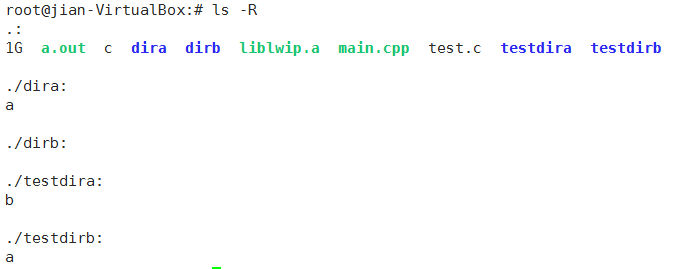 root@jian-VirtualBox:# ls -R
.:
1G  a.out  c  dira  dirb  liblwip.a  main.cpp  test.c  testdira  testdirb
./dira:
a
./dirb:
./testdira:
b
./testdirb:
a